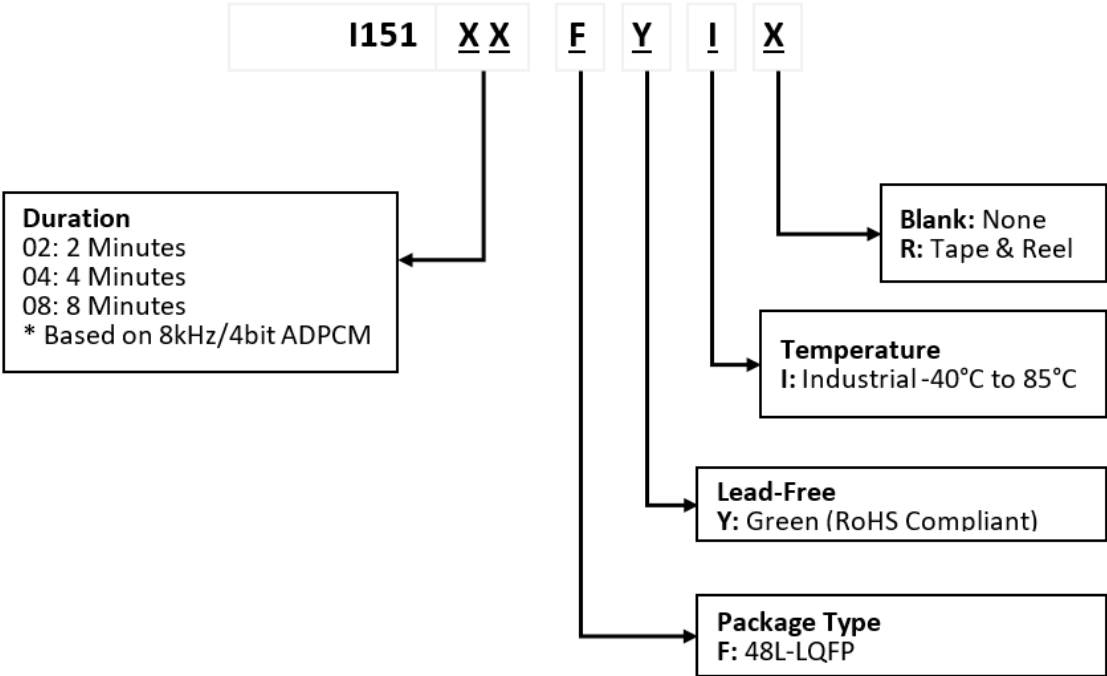 I151 X X F Y I X
Duration
02: 2 Minutes
04: 4 Minutes
08: 8 Minutes
* Based on 8kHz/4bit ADPCM
Blank: None
R: Tape & Reel
Temperature
I: Industrial -40°C to 85°C
Lead-Free
Y: Green (RoHS Compliant)
Package Type
F: 48L-LQFP